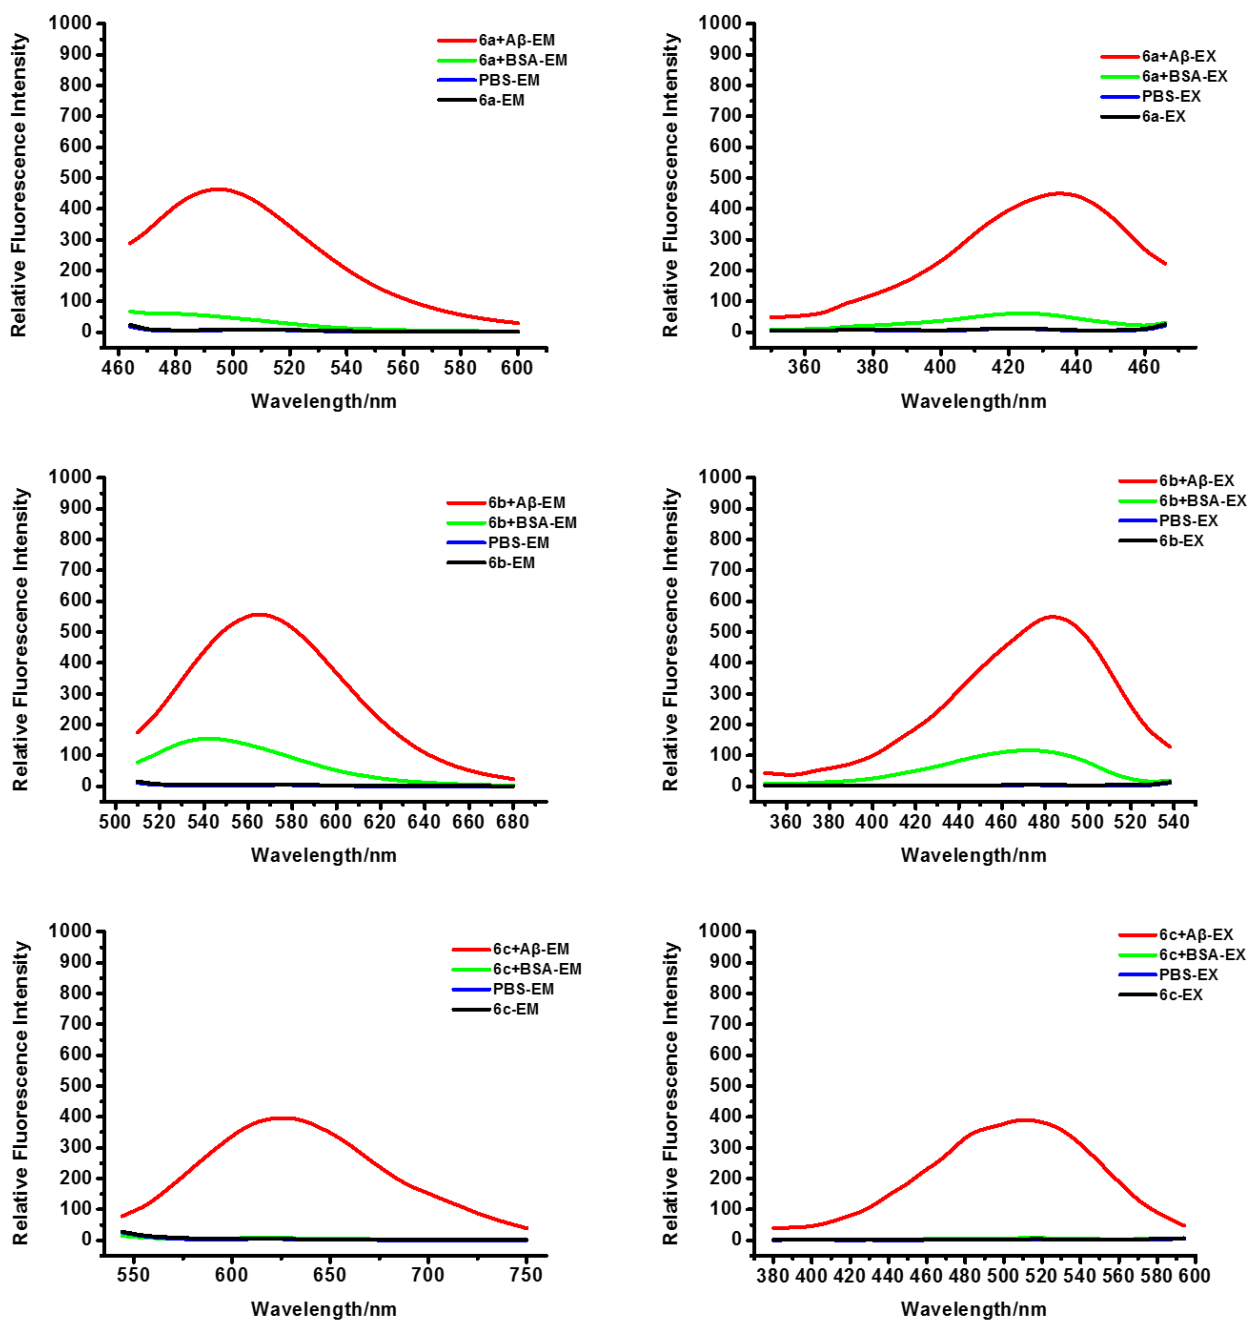 Relative Fluorescence Intensity
1000
900
800
700
600
500
400
300
200
100
0
6a+Aβ-EM
6a+BSA-EM
PBS-EM
6a-EM
460 480 500 520 540 560 580 600
Wavelength/nm
Relative Fluorescence Intensity
1000
900
800
700
600
500
400
300
200
100
0
6a+Aβ-EX
6a+BSA-EX
PBS-EX
6a-EX
360 380 400 420 440 460
Wavelength/nm
Relative Fluorescence Intensity
1000
900
800
700
600
500
400
300
200
100
0
6b+Aβ-EM
6b+BSA-EM
PBS-EM
6b-EM
500 520 540 560 580 600 620 640 660 680
Wavelength/nm
Relative Fluorescence Intensity
1000
900
800
700
600
500
400
300
200
100
0
6b+Aβ-EX
6b+BSA-EX
PBS-EX
6b-EX
360 380 400 420 440 460 480 500 520 540
Wavelength/nm
Relative Fluorescence Intensity
1000
900
800
700
600
500
400
300
200
100
0
6c+Aβ-EM
6c+BSA-EM
PBS-EM
6c-EM
550 600 650 700 750
Wavelength/nm
Relative Fluorescence Intensity
1000
900
800
700
600
500
400
300
200
100
0
6c+Aβ-EX
6c+BSA-EX
PBS-EX
6c-EX
380 400 420 440 460 480 500 520 540 560 580 600
Wavelength/nm